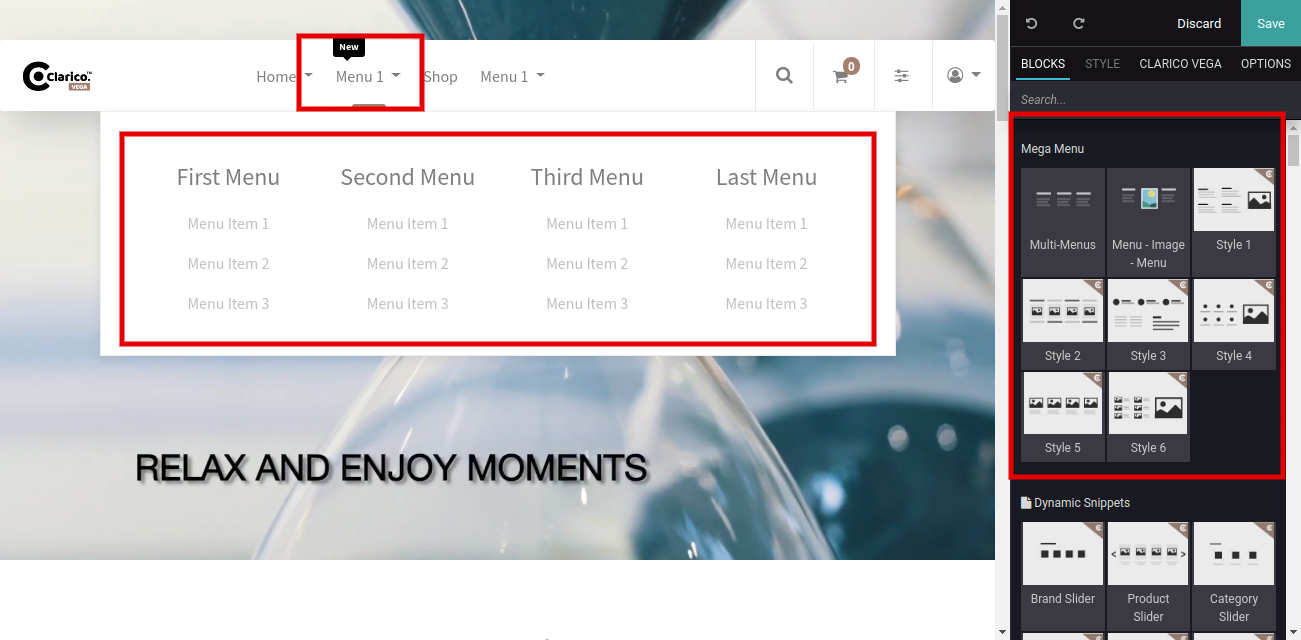 Discard Save
New
Clarico.™
VEGA
Home Menu 1 Shop Menu 1 0
BLOCKS STYLE CLARICO VEGA OPTIONS
Search...
First Menu Second Menu Third Menu Last Menu
Menu Item 1 Menu Item 1 Menu Item 1 Menu Item 1
Menu Item 2 Menu Item 2 Menu Item 2 Menu Item 2
Menu Item 3 Menu Item 3 Menu Item 3 Menu Item 3
RELAX AND ENJOY MOMENTS
Mega Menu
Multi-Menus
Menu - Image
- Menu
Style 1
Style 2 Style 3 Style 4
Style 5 Style 6
Dynamic Snippets
Brand Slider
Product
Slider
Category
Slider